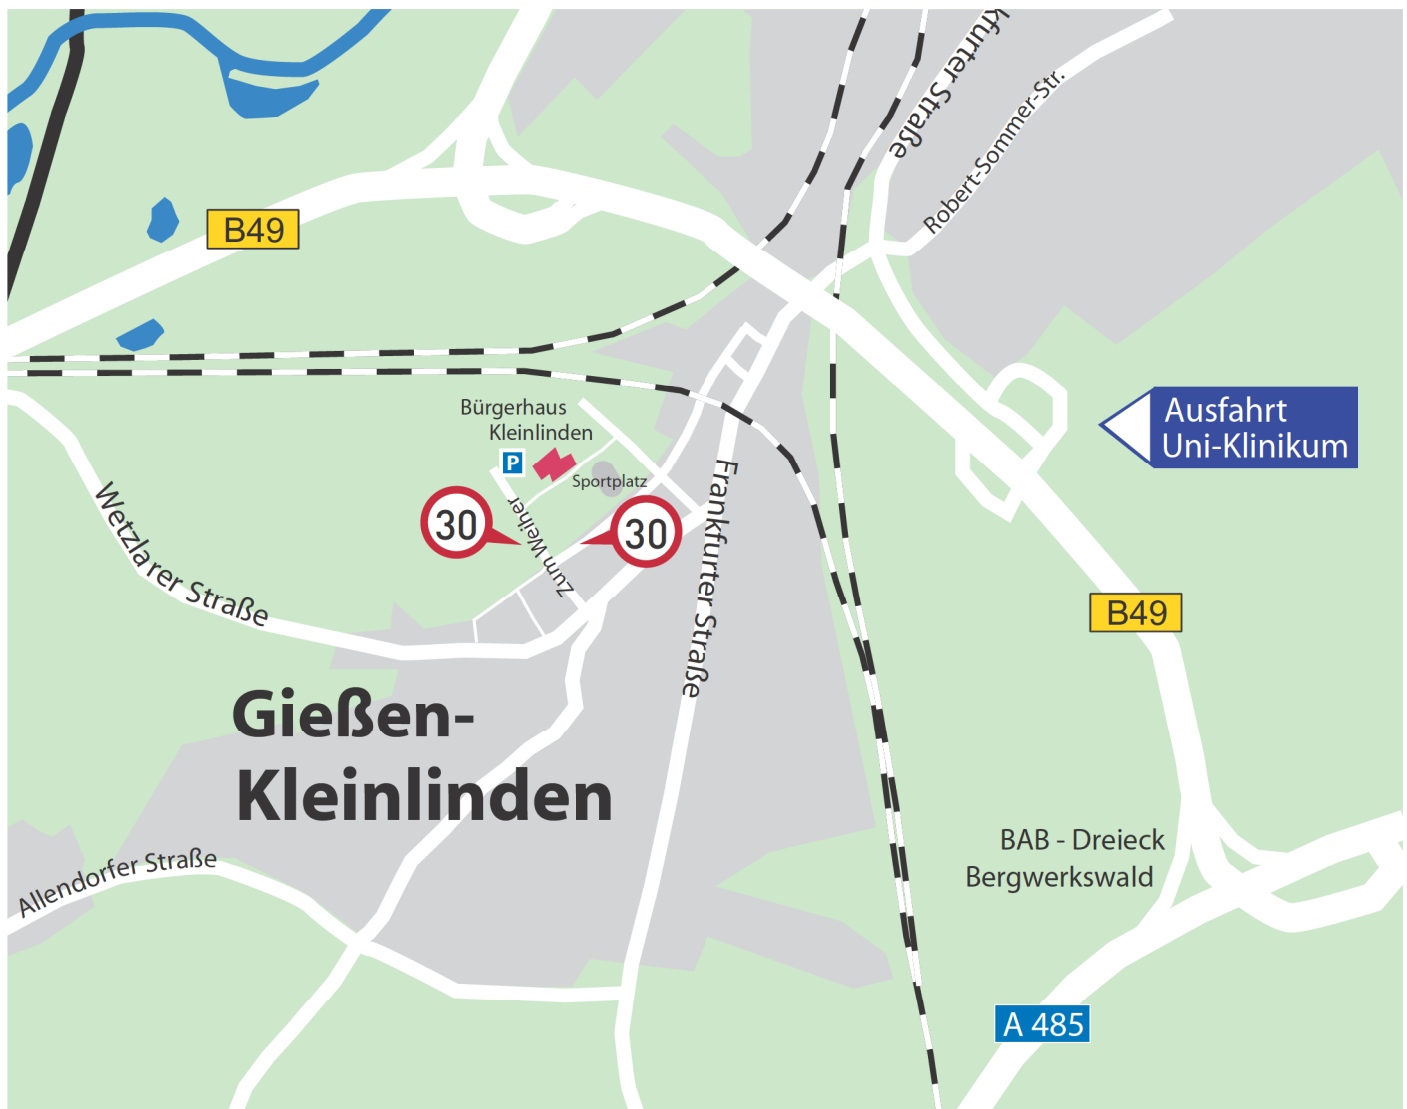 kfurter Straße
Robert-Sommer-Str.
B49
Bürgerhaus
Kleinlinden
P
Sportplatz
Ausfahrt
Uni-Klinikum
30
30
Zum Weiher
Wetzlarer Straße
Frankfurter Straße
B49
Gießen-
Kleinlinden
Allendorfer Straße
BAB - Dreieck
Bergwerkswald
A 485